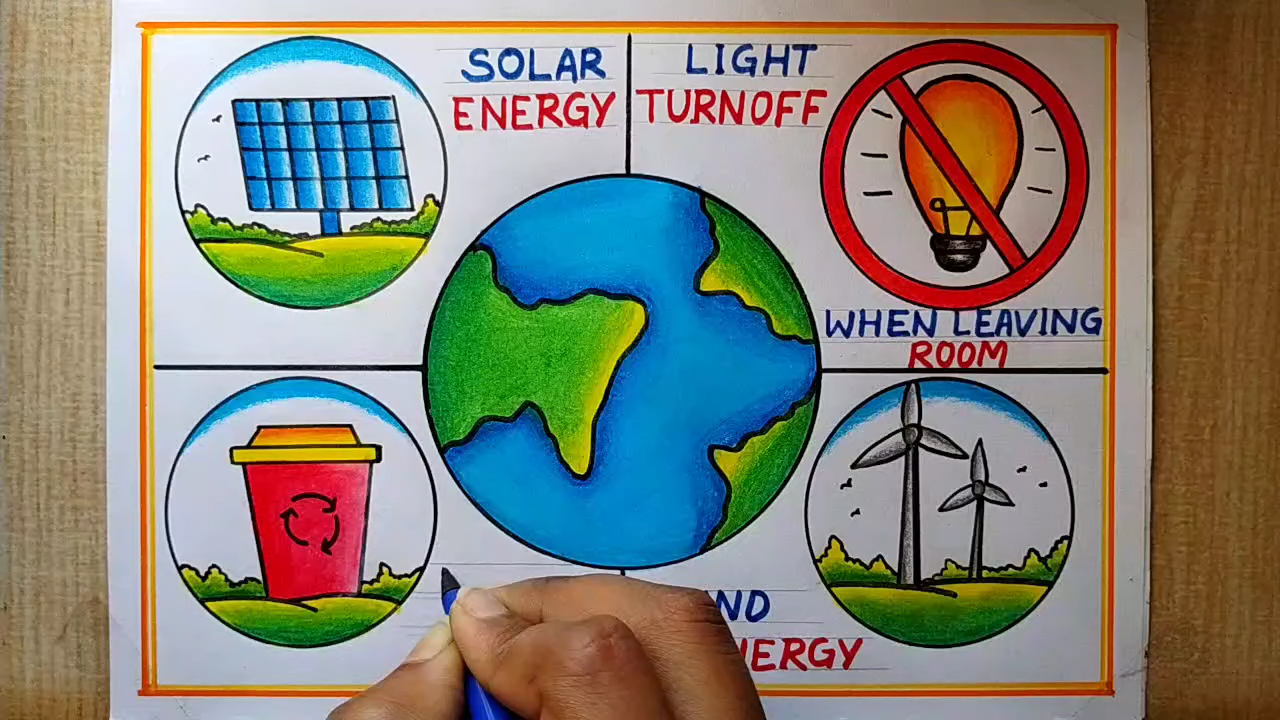 SOLAR
ENERGY
LIGHT
TURNOFF
WHEN LEAVING
ROOM